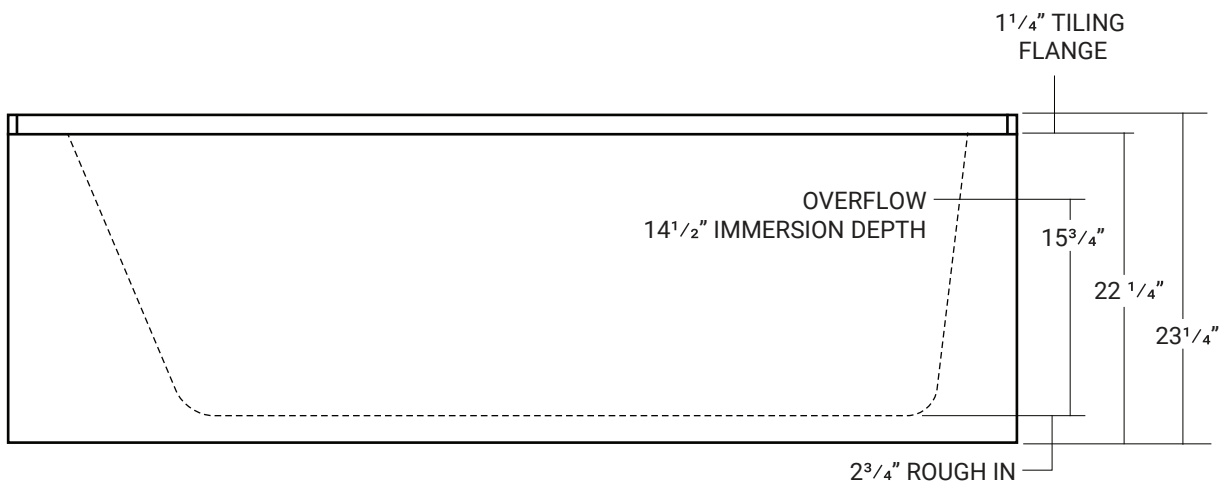 1¹/₄” TILING
FLANGE
OVERFLOW
14¹/₂” IMMERSION DEPTH
15³/₄”
22 ¹/₄”
23¹/₄”
2³/₄” ROUGH IN